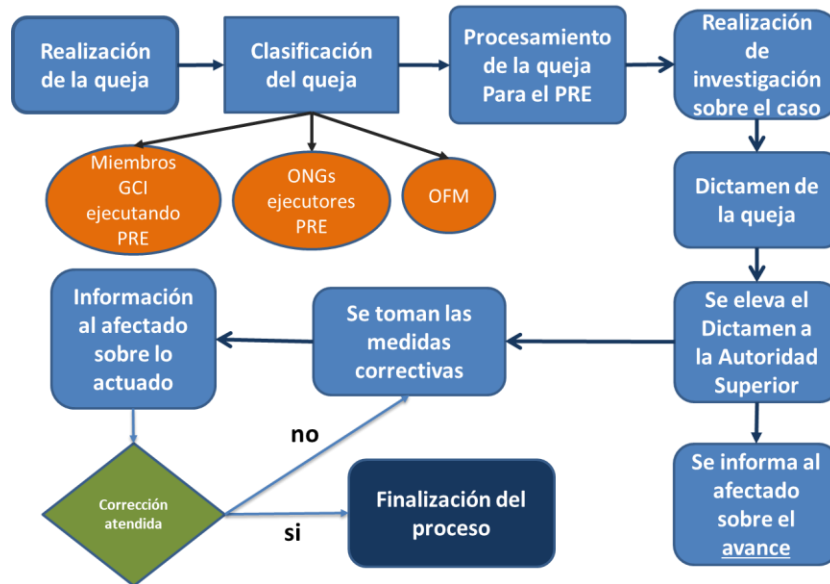 Realización
de la queja
Clasificación
del queja
Procesamiento
de la queja
Para el PRE
Realización
de
investigación
sobre el caso
Miembros
GCI
ejecutando
PRE
ONGs
ejecutores
PRE
OFM
Dictamen de
la queja
Información
al afectado
sobre lo
actuado
Se toman las
medidas
correctivas
Se eleva el
Dictamen a
la Autoridad
Superior
no
Corrección
atendida
si
Finalización del
proceso
Se informa al
afectado
sobre el
avance